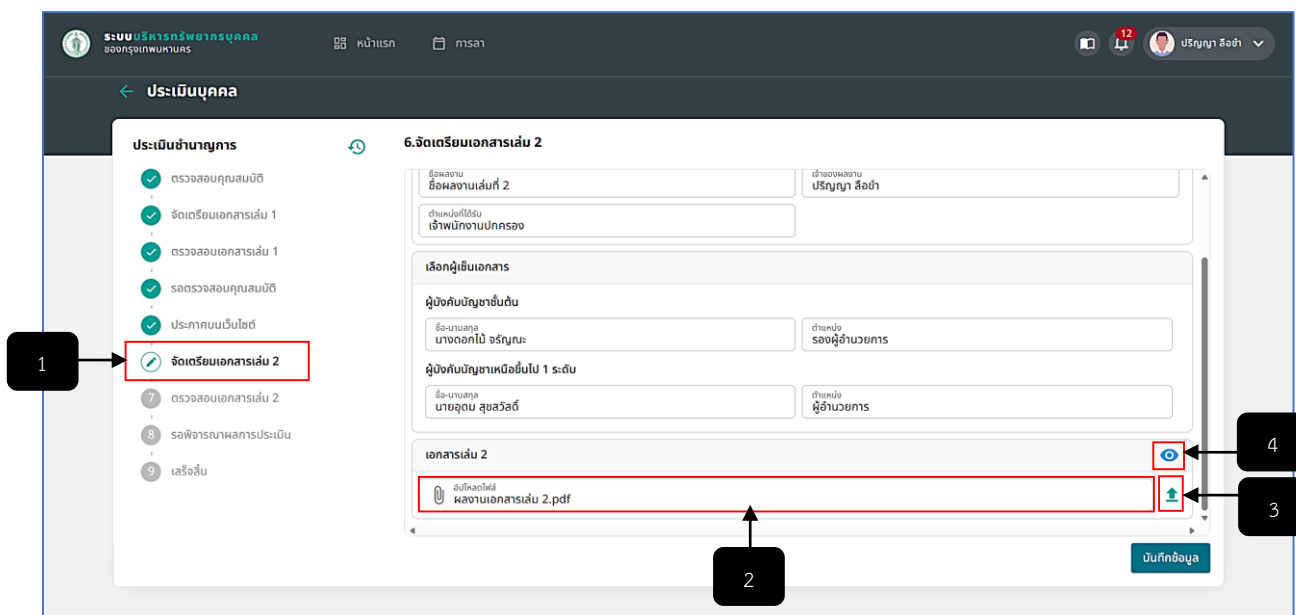 ระบบบริหารทรัพยากรบุคคล
ของกรุงเทพมหานคร
หน้าแรก
การลา
12
ปริญญา ลือขำ
ประเมินบุคคล
ประเมินชำนาญการ
ตรวจสอบคุณสมบัติ
จัดเตรียมเอกสารเล่ม 1
ตรวจสอบเอกสารเล่ม 1
รอตรวจสอบคุณสมบัติ
ประกาศบนเว็บไซต์
1
จัดเตรียมเอกสารเล่ม 2
7 ตรวจสอบเอกสารเล่ม 2
8 รอพิจารณาผลการประเมิน
9 เสร็จสิ้น
6.จัดเตรียมเอกสารเล่ม 2
ชื่อผลงาน
ชื่อผลงานเล่มที่ 2
เจ้าของผลงาน
ปริญญา ลือขำ
ตำแหน่งที่ได้รับ
เจ้าพนักงานปกครอง
เลือกผู้เซ็นเอกสาร
ผู้บังคับบัญชาชั้นต้น
ชื่อ-นามสกุล
นางดอกไม้ จรัญณะ
ตำแหน่ง
รองผู้อำนวยการ
ผู้บังคับบัญชาเหนือขึ้นไป 1 ระดับ
ชื่อ-นามสกุล
นายอุดม สุขสวัสดิ์
ตำแหน่ง
ผู้อำนวยการ
เอกสารเล่ม 2
4
อัปโหลดไฟล์
ผลงานเอกสารเล่ม 2.pdf
3
2
บันทึกข้อมูล